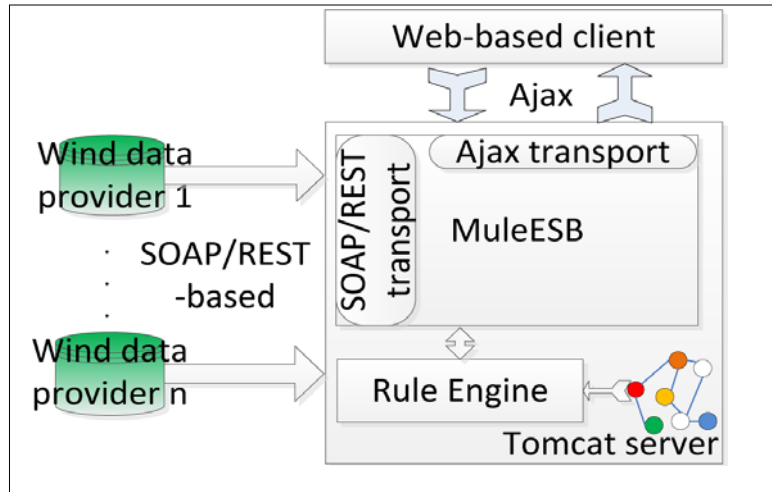 Web-based client
Ajax
Wind data
provider 1
SOAP/REST
transport
Ajax transport
MuleESB
SOAP/REST
-based
Wind data
provider n
Rule Engine
Tomcat server